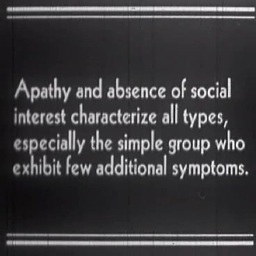 Apathy and absence of social
interest characterize all types,
especially the simple group who
exhibit few additional symptoms.